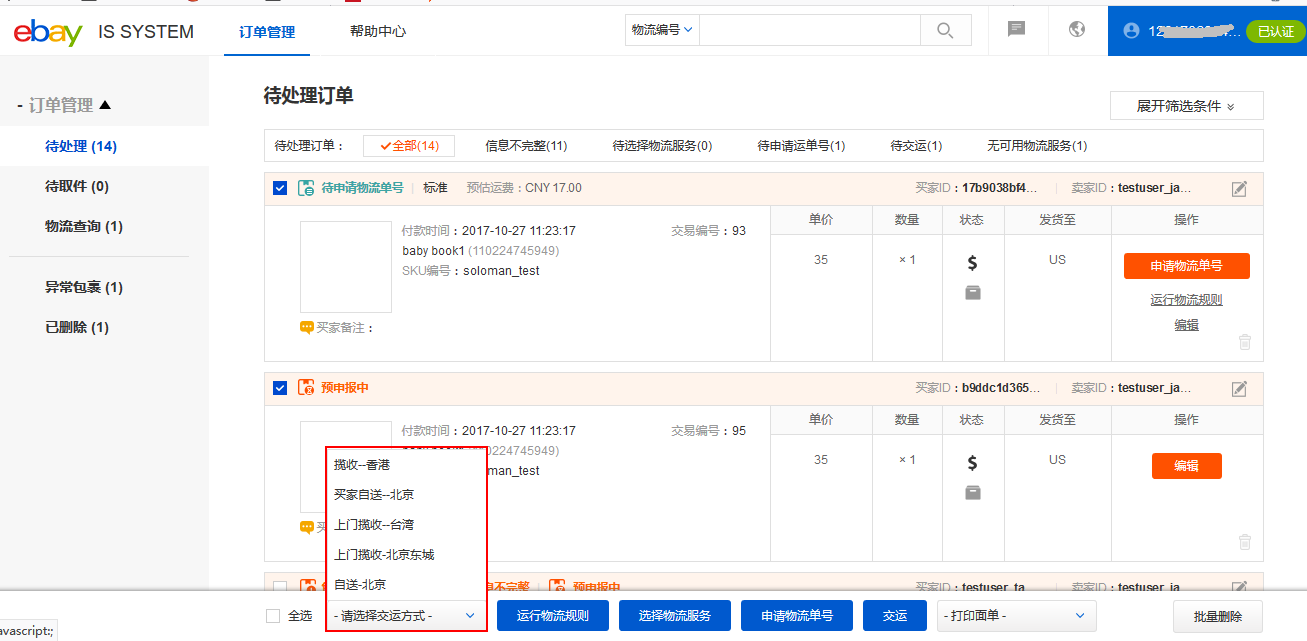 ebay IS SYSTEM 订单管理 帮助中心 物流编号 已认证
- 订单管理 ▲
待处理 (14)
待取件 (0)
物流查询 (1)
异常包裹 (1)
已删除 (1)
待处理订单
展开筛选条件
待处理订单： 全部(14) 信息不完整(11) 待选择物流服务(0) 待申请运单号(1) 待交运(1) 无可用物流服务(1)
待申请物流单号 标准 预估运费：CNY 17.00 买家ID：17b9038bf4... 卖家ID：testuser_ja...
单价 数量 状态 发货至 操作
付款时间：2017-10-27 11:23:17 交易编号：93
baby book1 (110224745949)
SKU编号：soloman_test
35 × 1 $ US 申请物流单号
运行物流规则
编辑
买家备注：
预申报中 买家ID：b9ddc1d365... 卖家ID：testuser_ja...
单价 数量 状态 发货至 操作
付款时间：2017-10-27 11:23:17 交易编号：95
35 × 1 $ US 编辑
揽收--香港
买家自送--北京
上门揽收--台湾
上门揽收-北京东城
自送-北京
预申报中 买家ID：testuser_ta 卖家ID：testuser_ja
全选 - 请选择交运方式 - 运行物流规则 选择物流服务 申请物流单号 交运 - 打印面单 - 批量删除
avascript:;